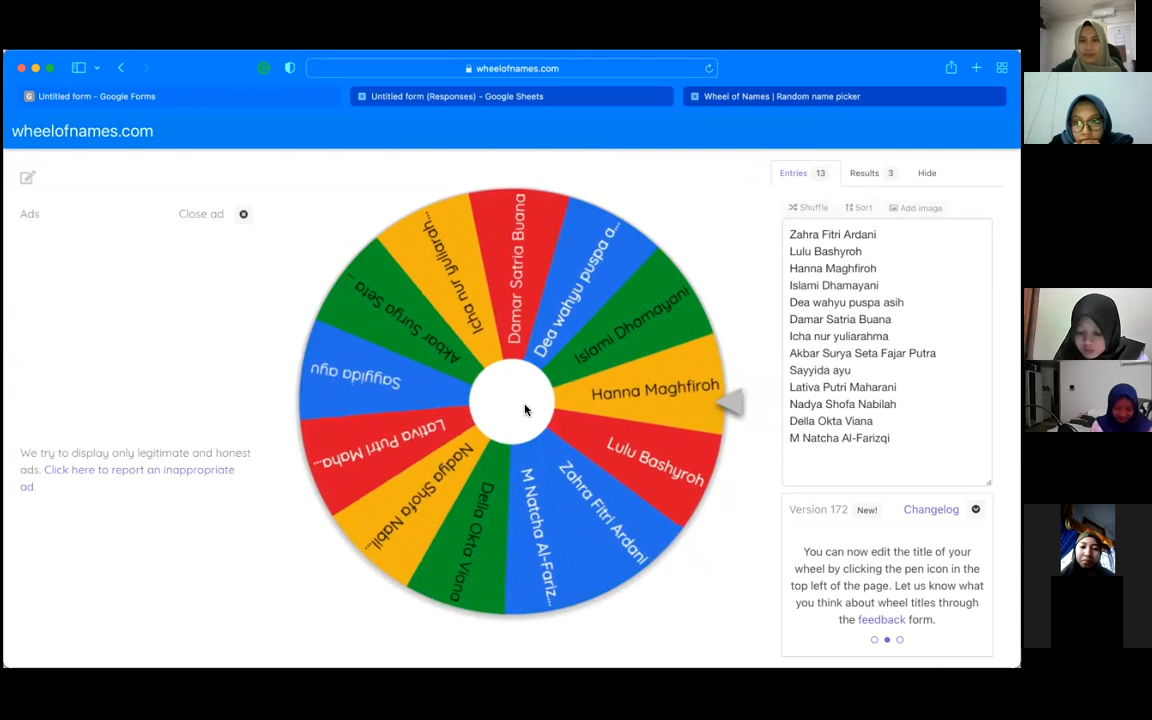 wheelofnames.com
Untitled form - Google Forms
Untitled form (Responses) - Google Sheets
Wheel of Names | Random name picker
wheelofnames.com
Ads
Close ad
We try to display only legitimate and honest
ads. Click here to report an inappropriate
ad.
Damar Satria Buana
Dea wahyu puspa a...
Islami Dhamayani
Hanna Maghfiroh
Lulu Bashyroh
Zahra Fitri Ardani
M Natcha Al-Fariz...
Della Okta Viana
Nadya Shofa Nabil...
Lativa Putri Maha...
Sayyida ayu
Akbar Surya Seta ...
Icha nur yuliarah...
Entries 13
Results 3
Hide
Shuffle
Sort
Add image
Zahra Fitri Ardani
Lulu Bashyroh
Hanna Maghfiroh
Islami Dhamayani
Dea wahyu puspa asih
Damar Satria Buana
Icha nur yuliarahma
Akbar Surya Seta Fajar Putra
Sayyida ayu
Lativa Putri Maharani
Nadya Shofa Nabilah
Della Okta Viana
M Natcha Al-Farizqi
Version 172 New!
Changelog
You can now edit the title of your
wheel by clicking the pen icon in the
top left of the page. Let us know what
you think about wheel titles through
the feedback form.